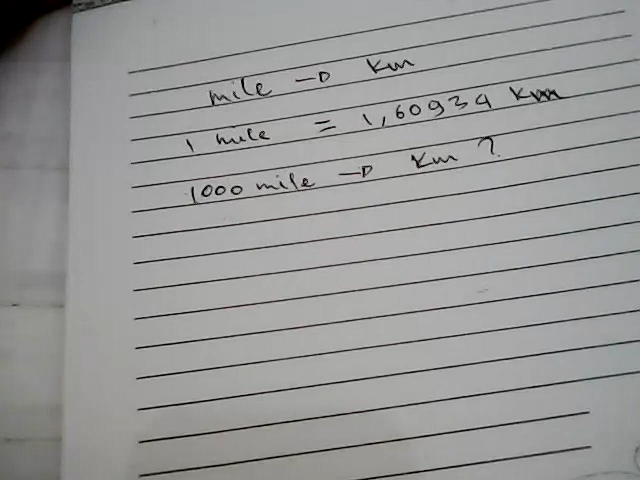 mile → km
1 mile = 1,60934 km
1000 mile → km ?